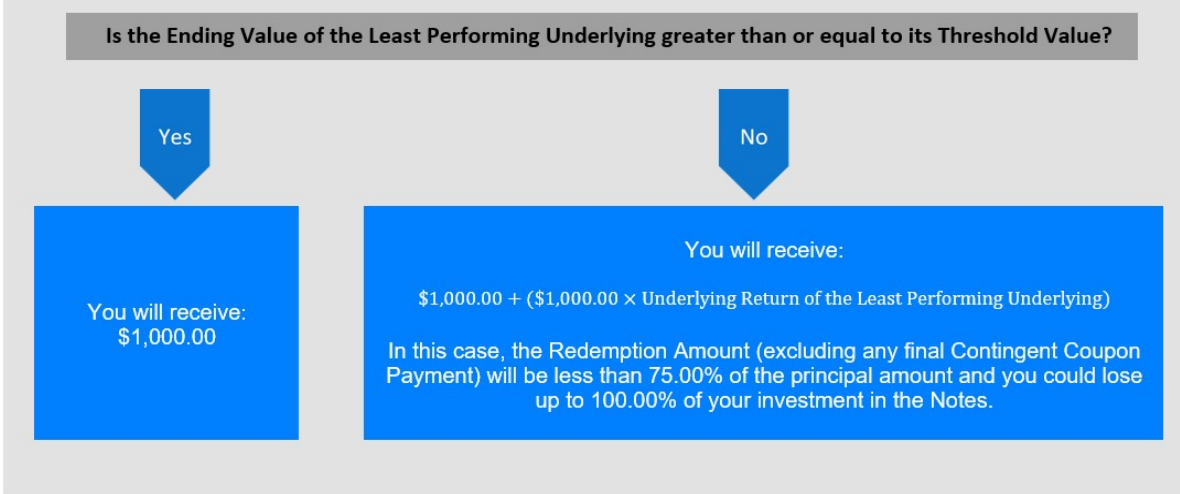 Is the Ending Value of the Least Performing Underlying greater than or equal to its Threshold Value?
Yes
No
You will receive:
$1,000.00
You will receive:
$1,000.00 + ($1,000.00 × Underlying Return of the Least Performing Underlying)
In this case, the Redemption Amount (excluding any final Contingent Coupon
Payment) will be less than 75.00% of the principal amount and you could lose
up to 100.00% of your investment in the Notes.